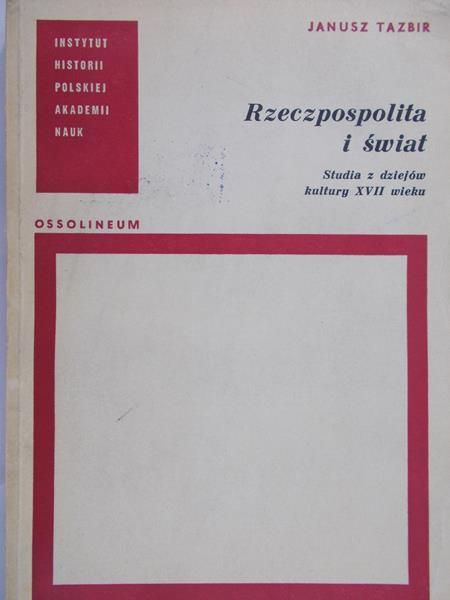 JANUSZ TAZBIR
INSTYTUT
HISTORII
POLSKIEJ
AKADEMII
NAUK
Rzeczpospolita
i świat
Studia z dziejów
kultury XVII wieku
OSSOLINEUM